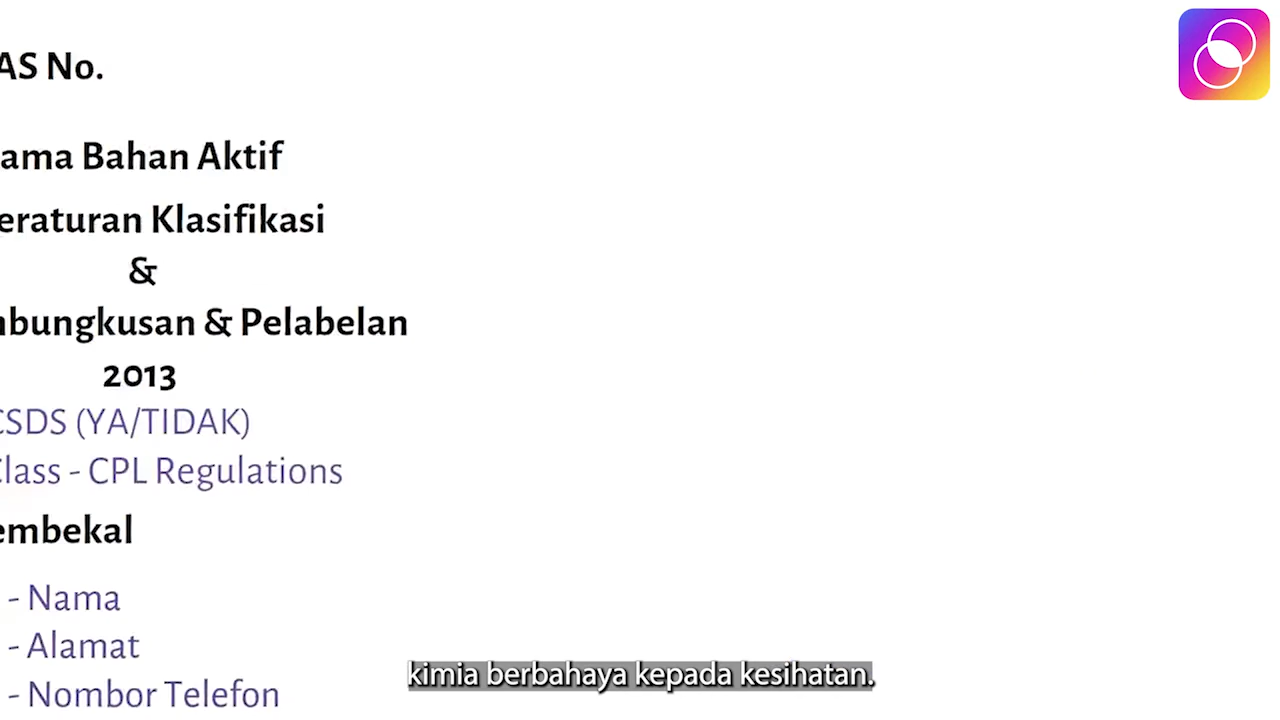 AS No.
ama Bahan Aktif
eraturan Klasifikasi
&
nbungkusan & Pelabelan
2013
CSDS (YA/TIDAK)
Class - CPL Regulations
embekal
- Nama
- Alamat
- Nombor Telefon
kimia berbahaya kepada kesihatan.